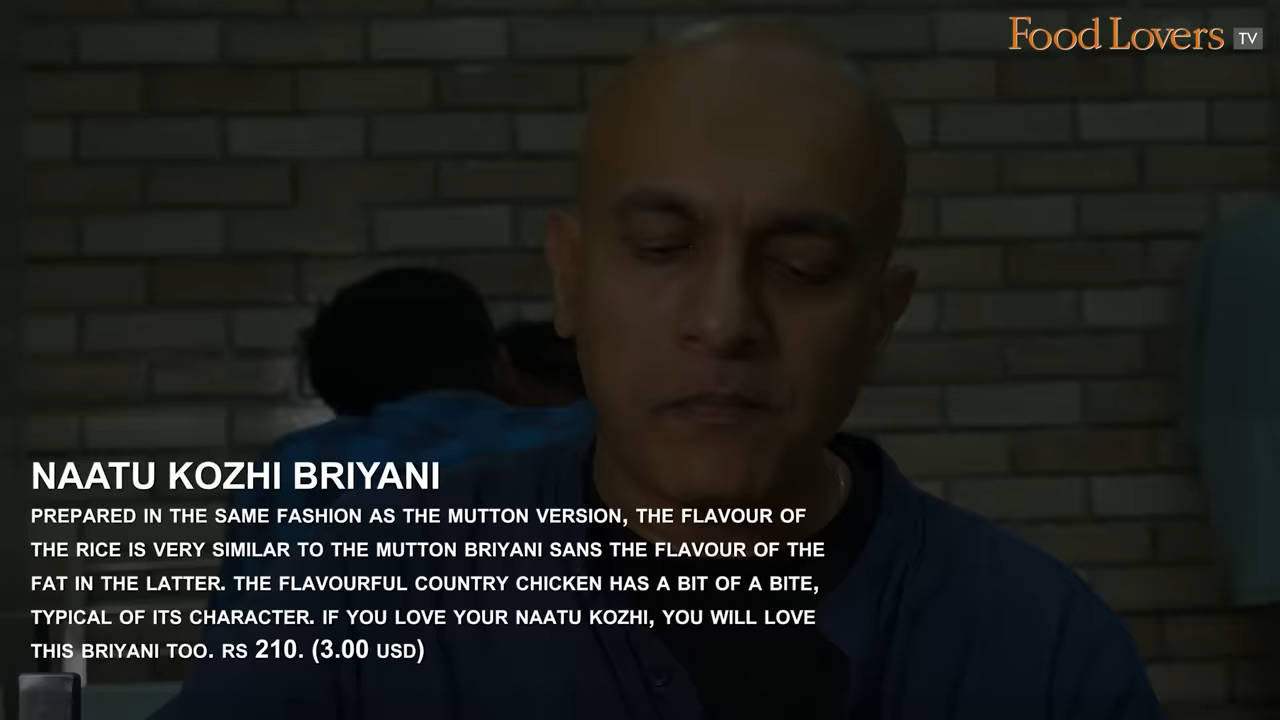 Food Lovers TV
NAATU KOZHI BRIYANI
PREPARED IN THE SAME FASHION AS THE MUTTON VERSION, THE FLAVOUR OF
THE RICE IS VERY SIMILAR TO THE MUTTON BRIYANI SANS THE FLAVOUR OF THE
FAT IN THE LATTER. THE FLAVOURFUL COUNTRY CHICKEN HAS A BIT OF A BITE,
TYPICAL OF ITS CHARACTER. IF YOU LOVE YOUR NAATU KOZHI, YOU WILL LOVE
THIS BRIYANI TOO. RS 210. (3.00 USD)